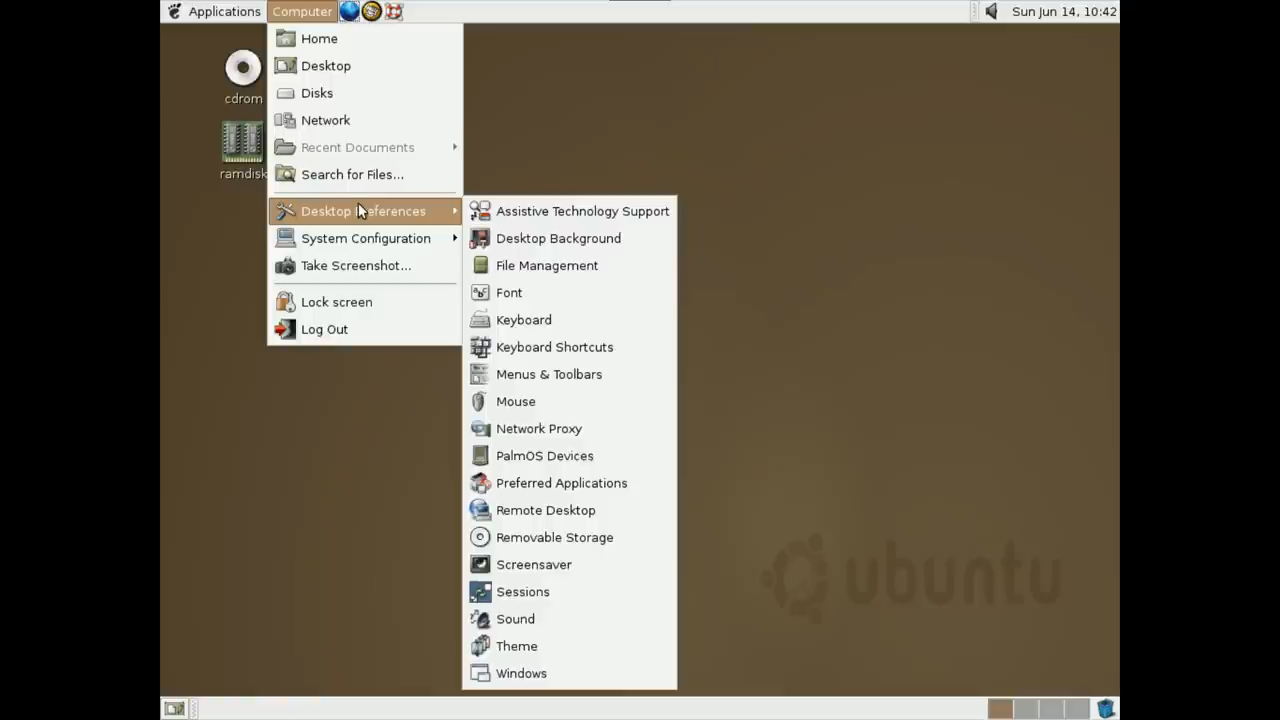 Applications Computer Sun Jun 14, 10:42
Home
Desktop
Disks
Network
Recent Documents
Search for Files...
Desktop Preferences
System Configuration
Take Screenshot...
Lock screen
Log Out
cdrom
ramdisk
Assistive Technology Support
Desktop Background
File Management
Font
Keyboard
Keyboard Shortcuts
Menus & Toolbars
Mouse
Network Proxy
PalmOS Devices
Preferred Applications
Remote Desktop
Removable Storage
Screensaver
Sessions
Sound
Theme
Windows
ubuntu